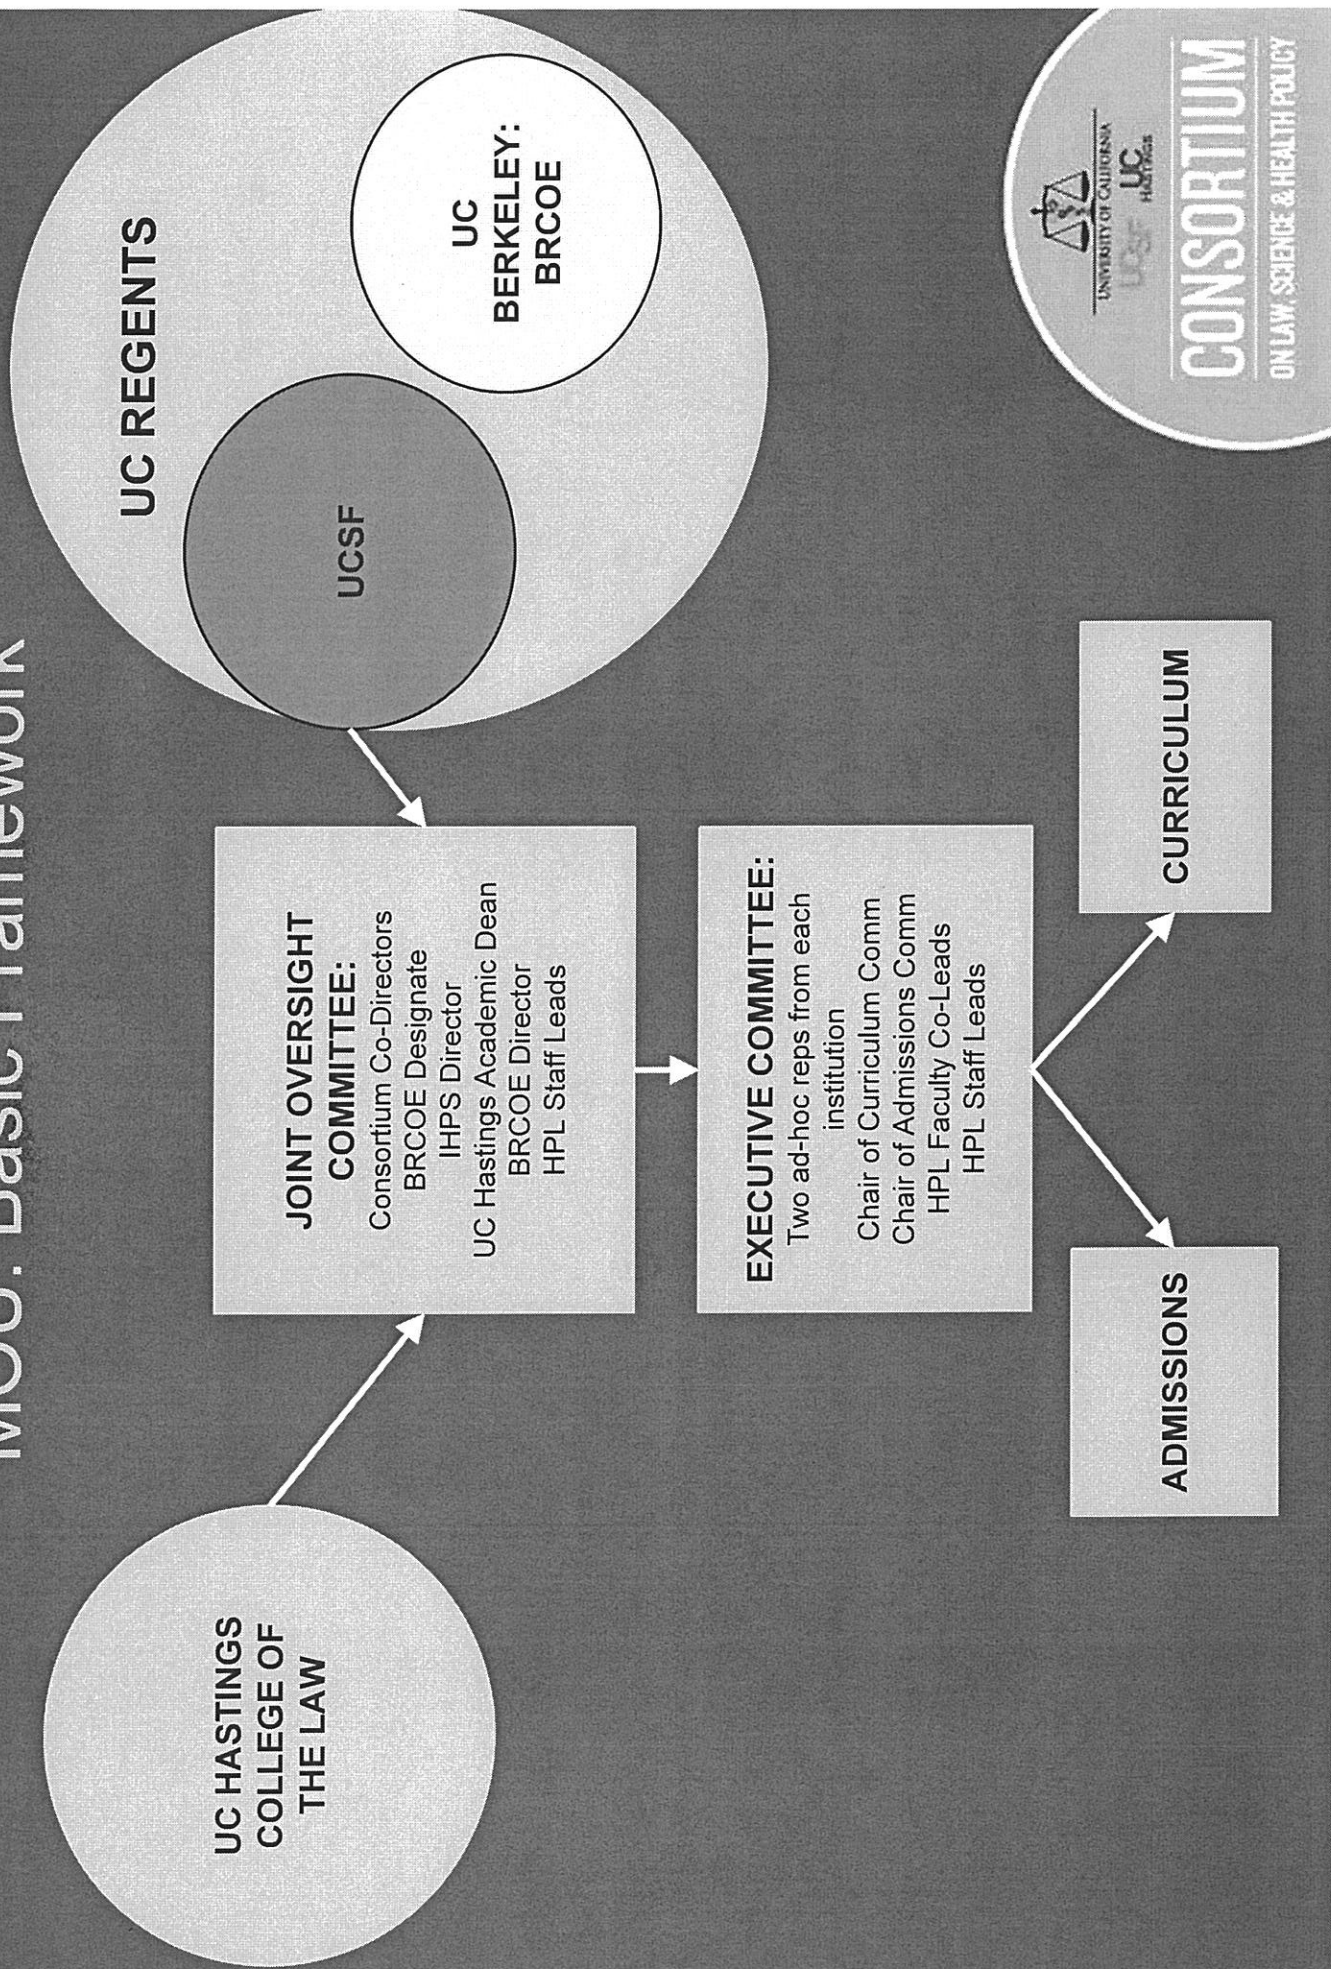 MOU: Basic Framework
UC HASTINGS
COLLEGE OF
THE LAW
UC REGENTS
UCSF
UC
BERKELEY:
BRCOE
JOINT OVERSIGHT
COMMITTEE:
Consortium Co-Directors
BRCOE Designate
IHPS Director
UC Hastings Academic Dean
BRCOE Director
HPL Staff Leads
EXECUTIVE COMMITTEE:
Two ad-hoc reps from each
institution
Chair of Curriculum Comm
Chair of Admissions Comm
HPL Faculty Co-Leads
HPL Staff Leads
ADMISSIONS
CURRICULUM
UNIVERSITY OF CALIFORNIA
UCSF UC
HASTINGS
CONSORTIUM
ON LAW, SCIENCE & HEALTH POLICY